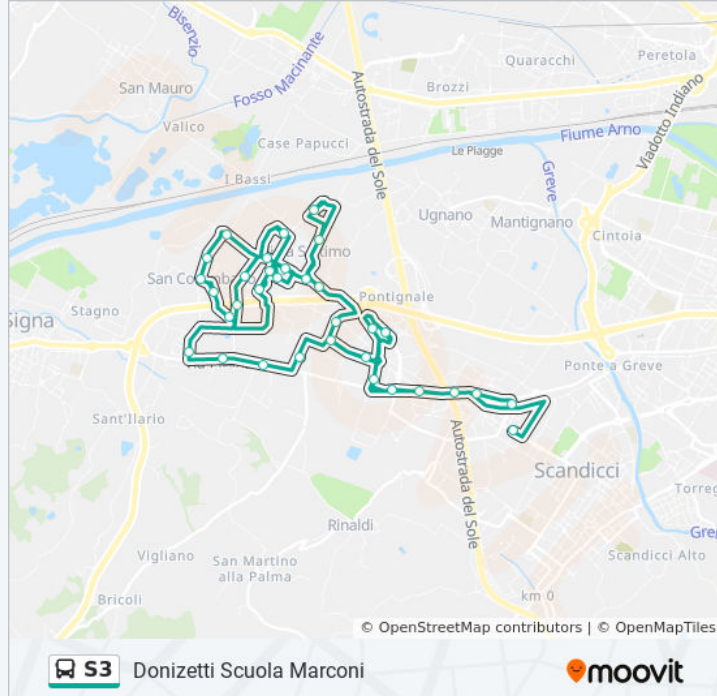 Bisenzio
Peretola
Quaracchi
San Mauro
Brozzi
Fosso Macinante
Autostrada del Sole
Viadotto Indiano
Valico
Fiume Arno
Case Papucci
Le Piagge
Greve
I Bassi
Ugnano
Mantignano
Cintoia
San Co
Pontignale
Stagno
Signa
Ponte a Greve
Sant'Ilario
Autostrada del Sole
Scandicci
Rinaldi
Torreg
Gre
Vigliano
San Martino
alla Palma
Scandicci Alto
Bricoli
km 0
© OpenStreetMap contributors | © OpenMapTiles
S3 Donizetti Scuola Marconi
moovit